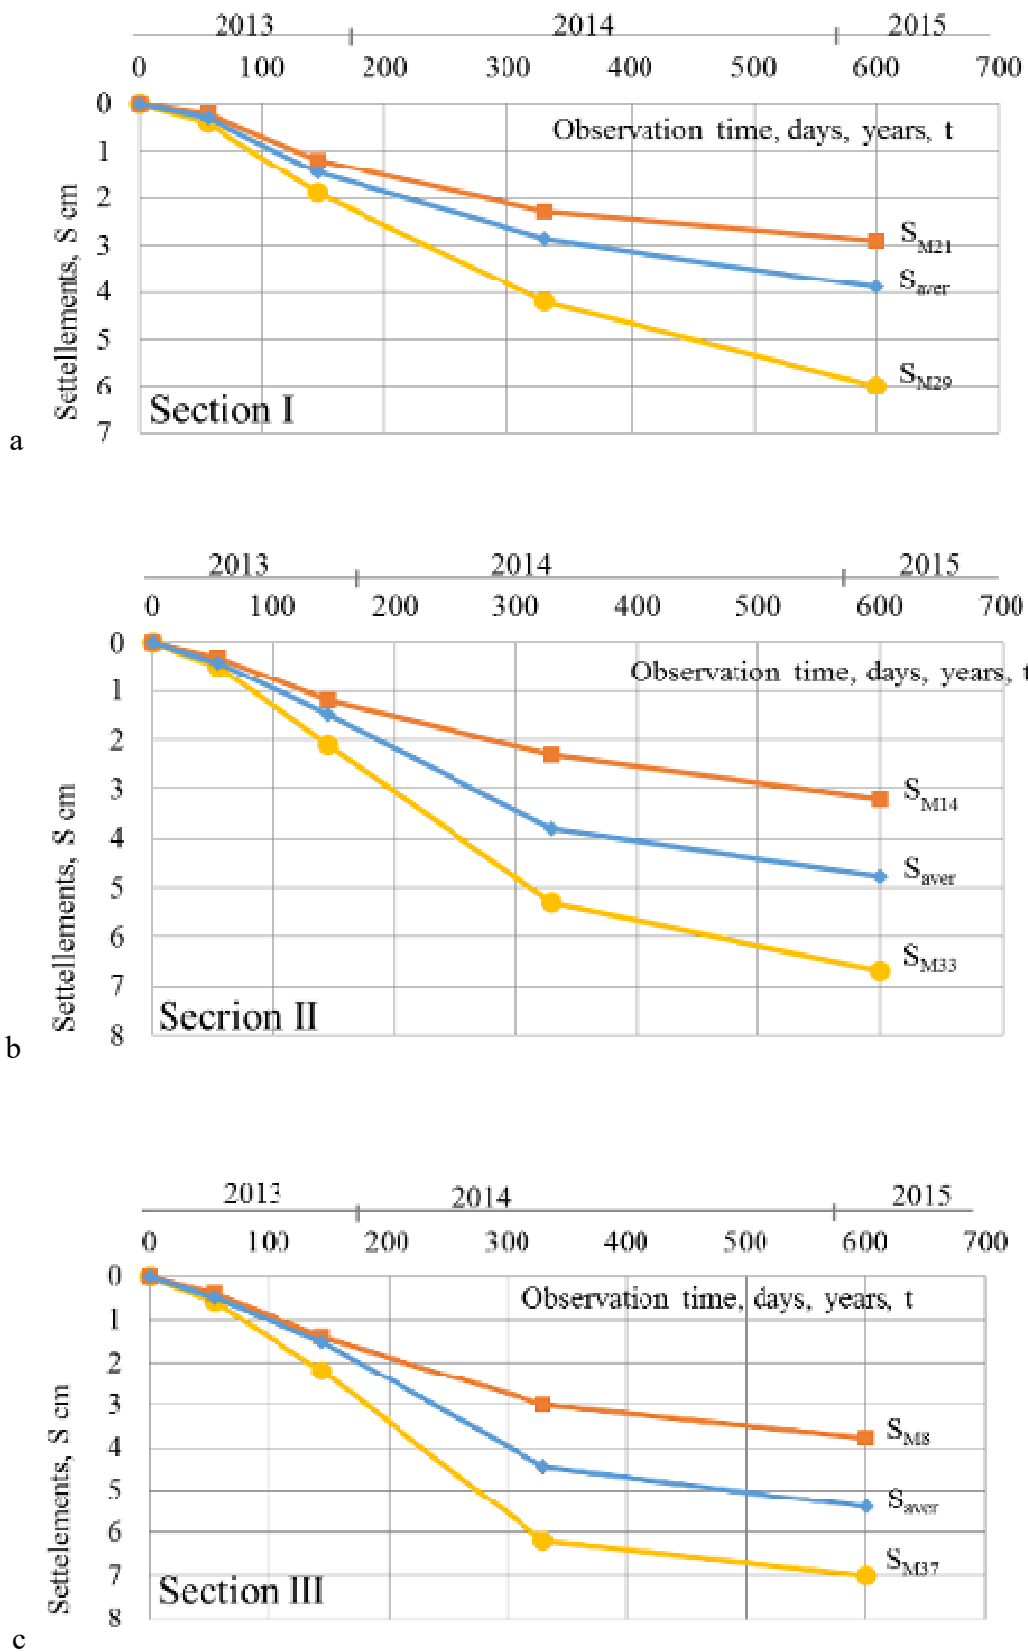 2013 2014 2015
0 100 200 300 400 500 600 700
0
Observation time, days, years, t
1
2
3
4
5
6
7
Settellements, S cm
S M21
S aver
S M29
Section I
a
2013 2014 2015
0 100 200 300 400 500 600 700
0
Observation time, days, years, t
1
2
3
4
5
6
7
8
Settellements, S cm
S M14
S aver
S M33
Secrion II
b
2013 2014 2015
0 100 200 300 400 500 600 700
0
Observation time, days, years, t
1
2
3
4
5
6
7
8
Settelements, S cm
S M8
S aver
S M37
Section III
c